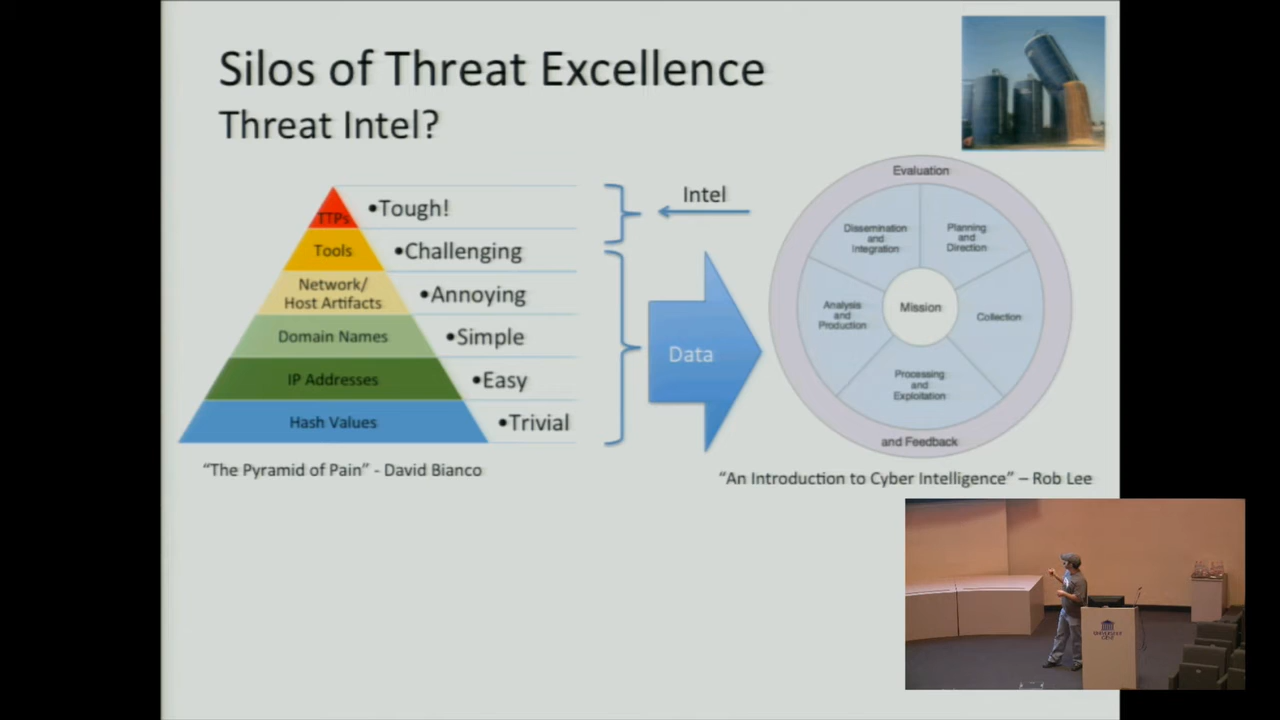 Silos of Threat Excellence
Threat Intel?
TTPs
•Tough!
Tools
•Challenging
Network/
Host Artifacts
•Annoying
Domain Names
•Simple
IP Addresses
•Easy
Hash Values
•Trivial
"The Pyramid of Pain" - David Bianco
Intel
Data
Evaluation
Dissemination
and
Integration
Planning
and
Direction
Analysis
and
Production
Mission
Collection
Processing
and
Exploitation
and Feedback
"An Introduction to Cyber Intelligence" – Rob Lee